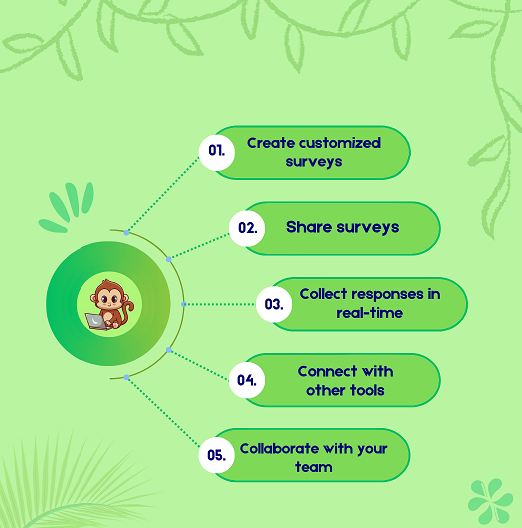 01.
Create customized
surveys
02.
Share surveys
03.
Collect responses in
real-time
04.
Connect with
other tools
05.
Collaborate with your
team